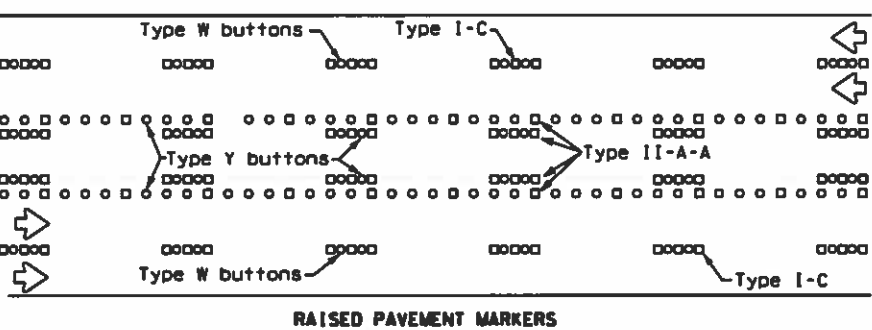 Type W buttons
Type I-C
Type Y buttons
Type II-A-A
Type W buttons
Type I-C
RAISED PAVEMENT MARKERS